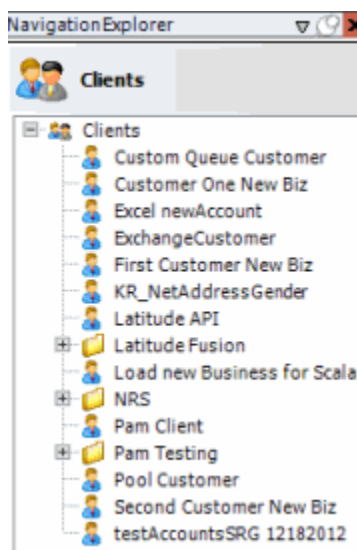 NavigationExplorer
Clients
Clients
Custom Queue Customer
Customer One New Biz
Excel newAccount
ExchangeCustomer
First Customer New Biz
KR_NetAddressGender
Latitude API
Latitude Fusion
Load new Business for Scala
NRS
Pam Client
Pam Testing
Pool Customer
Second Customer New Biz
testAccountsSRG 12182012